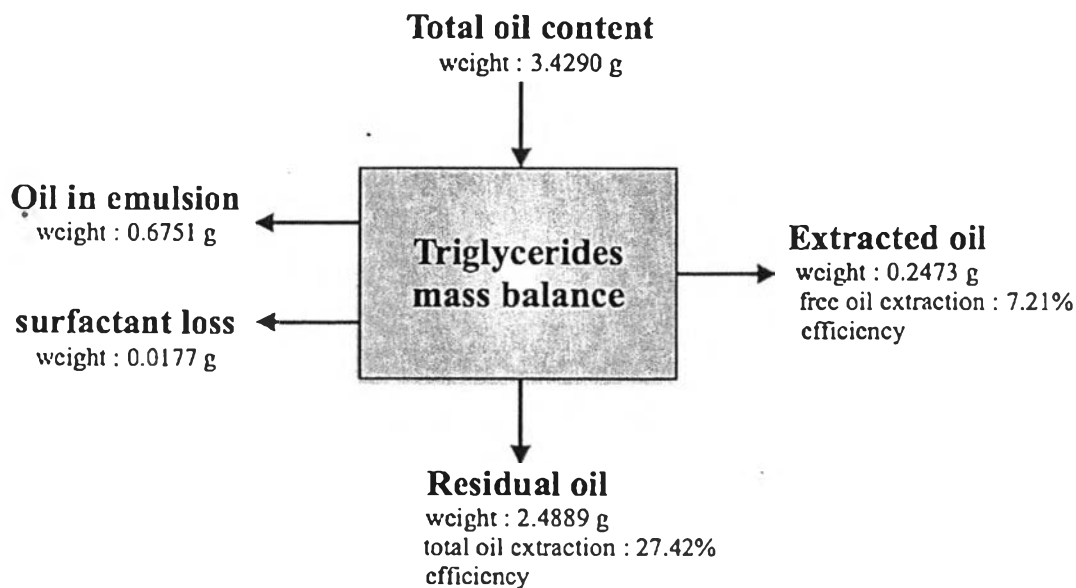 Total oil content
weight : 3.4290 g
Oil in emulsion
weight : 0.6751 g
surfactant loss
weight : 0.0177 g
Triglycerides
mass balance
Extracted oil
weight : 0.2473 g
free oil extraction : 7.21%
efficiency
Residual oil
weight : 2.4889 g
total oil extraction : 27.42%
efficiency